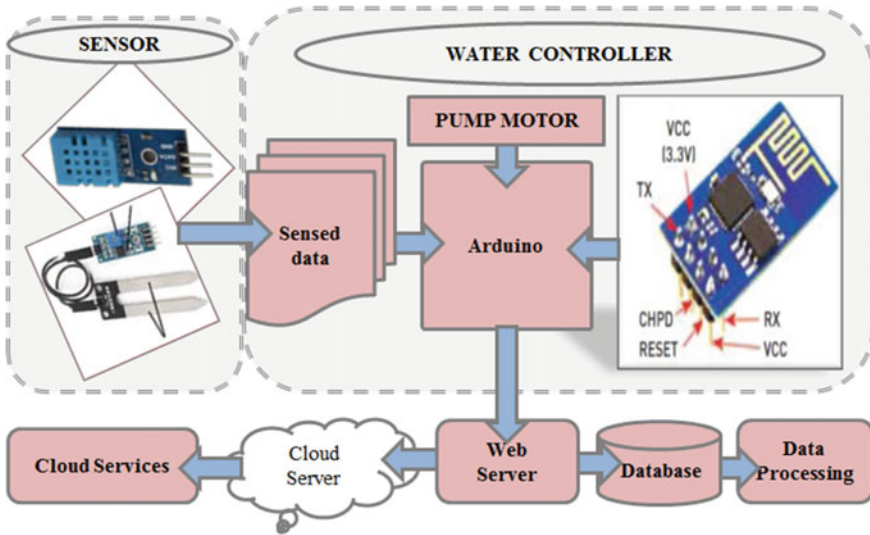 SENSOR
WATER CONTROLLER
PUMP MOTOR
VCC
(3.3V)
TX
Sensed
data
Arduino
CHPD
RX
RESET
VCC
Cloud Services
Cloud
Server
Web
Server
Database
Data
Processing